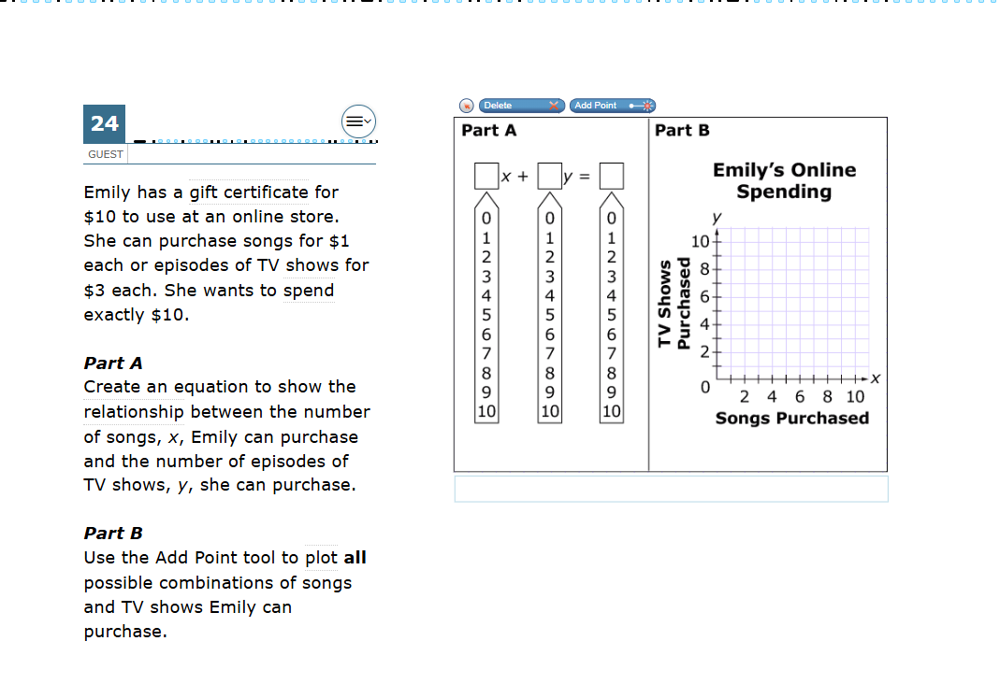 24
GUEST
Emily has a gift certificate for
$10 to use at an online store.
She can purchase songs for $1
each or episodes of TV shows for
$3 each. She wants to spend
exactly $10.
Part A
Create an equation to show the
relationship between the number
of songs, x, Emily can purchase
and the number of episodes of
TV shows, y, she can purchase.
Part B
Use the Add Point tool to plot all
possible combinations of songs
and TV shows Emily can
purchase.
Delete
Add Point
Part A
x + y =
0 0 0
1 1 1
2 2 2
3 3 3
4 4 4
5 5 5
6 6 6
7 7 7
8 8 8
9 9 9
10 10 10
Part B
Emily's Online
Spending
y
10
8
6
4
2
0
TV Shows
Purchased
x
2 4 6 8 10
Songs Purchased